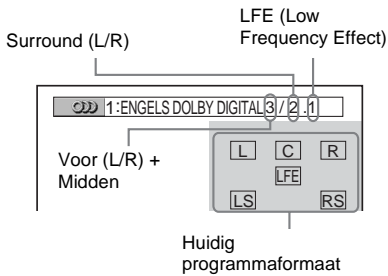 LFE (Low
Frequency Effect)
Surround (L/R)
1:ENGELS DOLBY DIGITAL 3 / 2 .1
Voor (L/R) +
Midden
L C R
LFE
LS RS
Huidig
programmaformaat